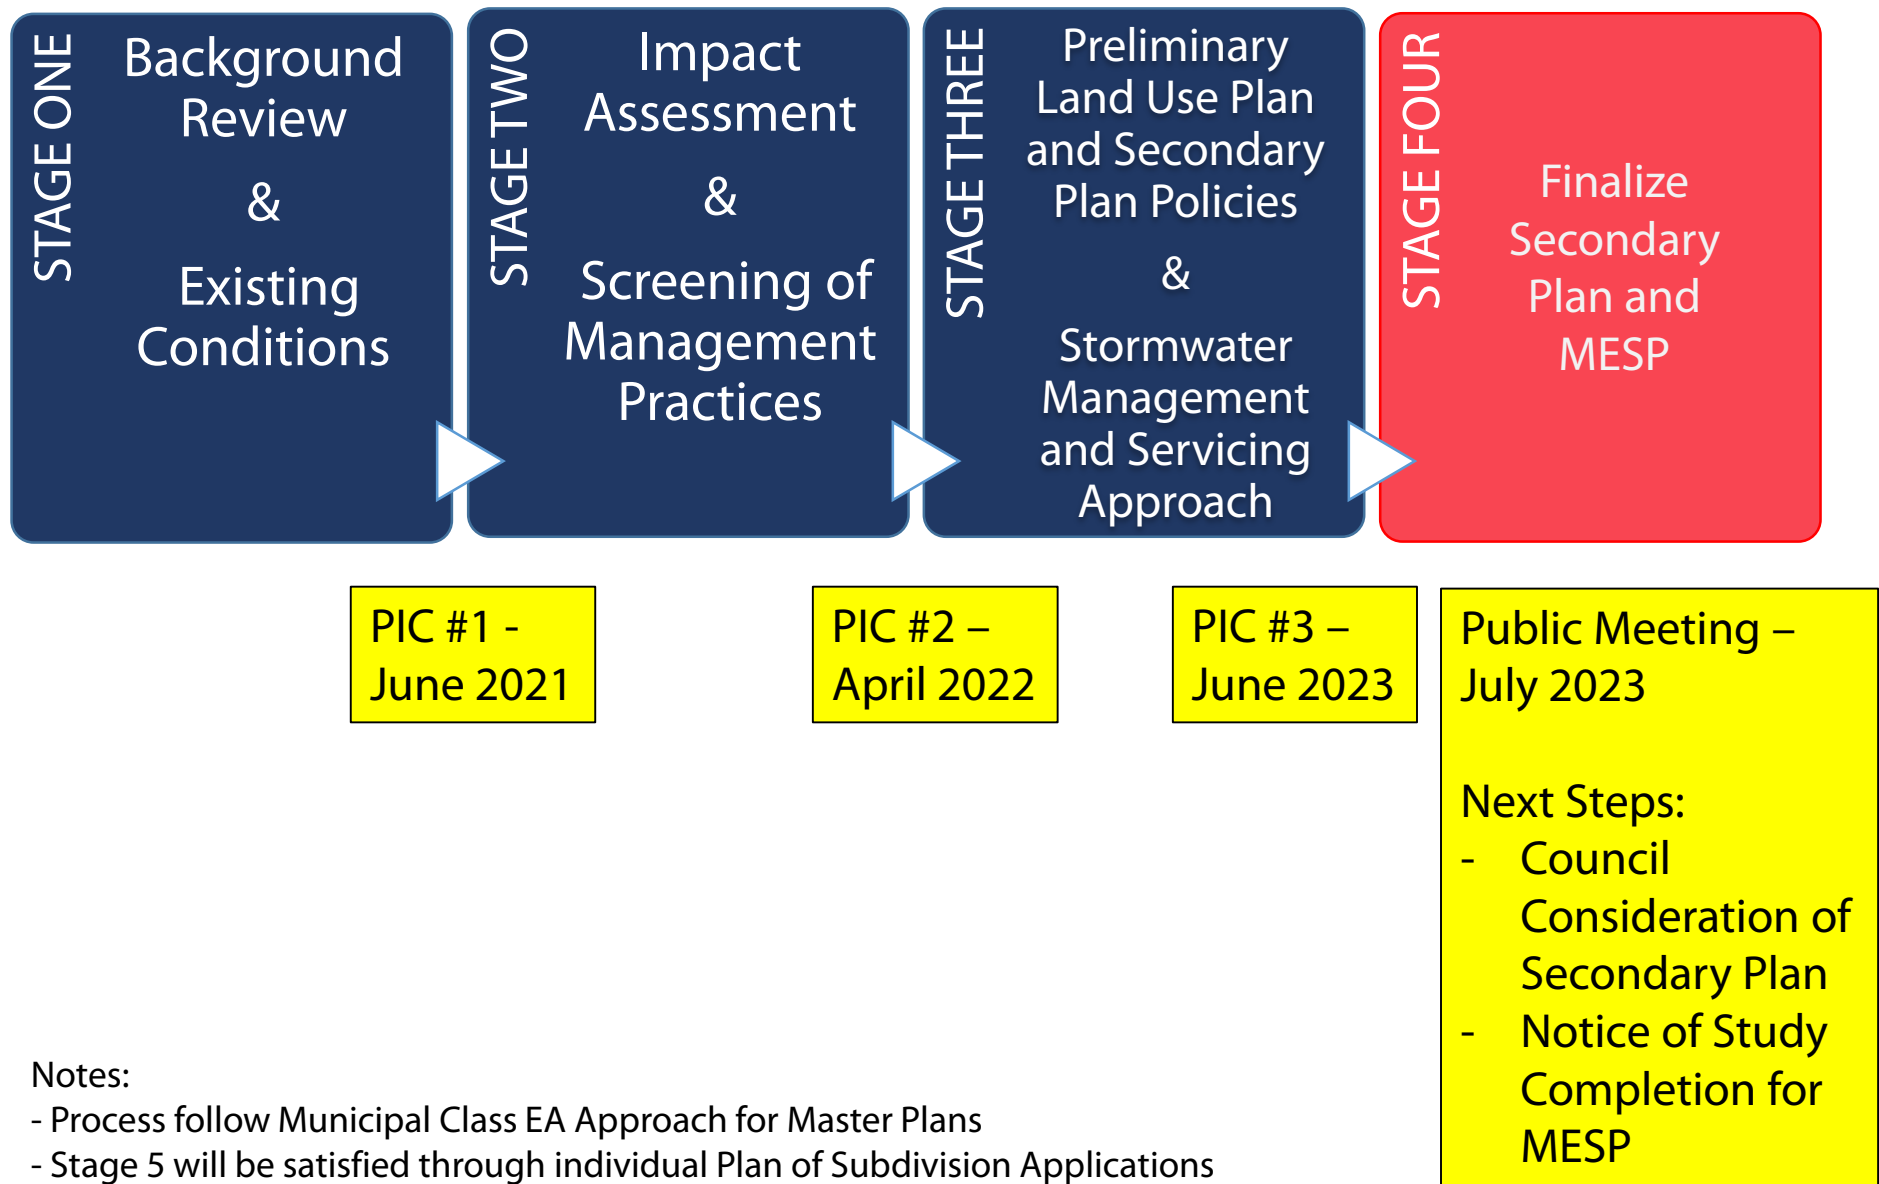 STAGE ONE
Background
Review
&
Existing
Conditions
STAGE TWO
Impact
Assessment
&
Screening of
Management
Practices
STAGE THREE
Preliminary
Land Use Plan
and Secondary
Plan Policies
&
Stormwater
Management
and Servicing
Approach
STAGE FOUR
Finalize
Secondary
Plan and
MESP
PIC #1 -
June 2021
PIC #2 –
April 2022
PIC #3 –
June 2023
Public Meeting –
July 2023
Next Steps:
- Council
Consideration of
Secondary Plan
- Notice of Study
Completion for
MESP
Notes:
- Process follow Municipal Class EA Approach for Master Plans
- Stage 5 will be satisfied through individual Plan of Subdivision Applications